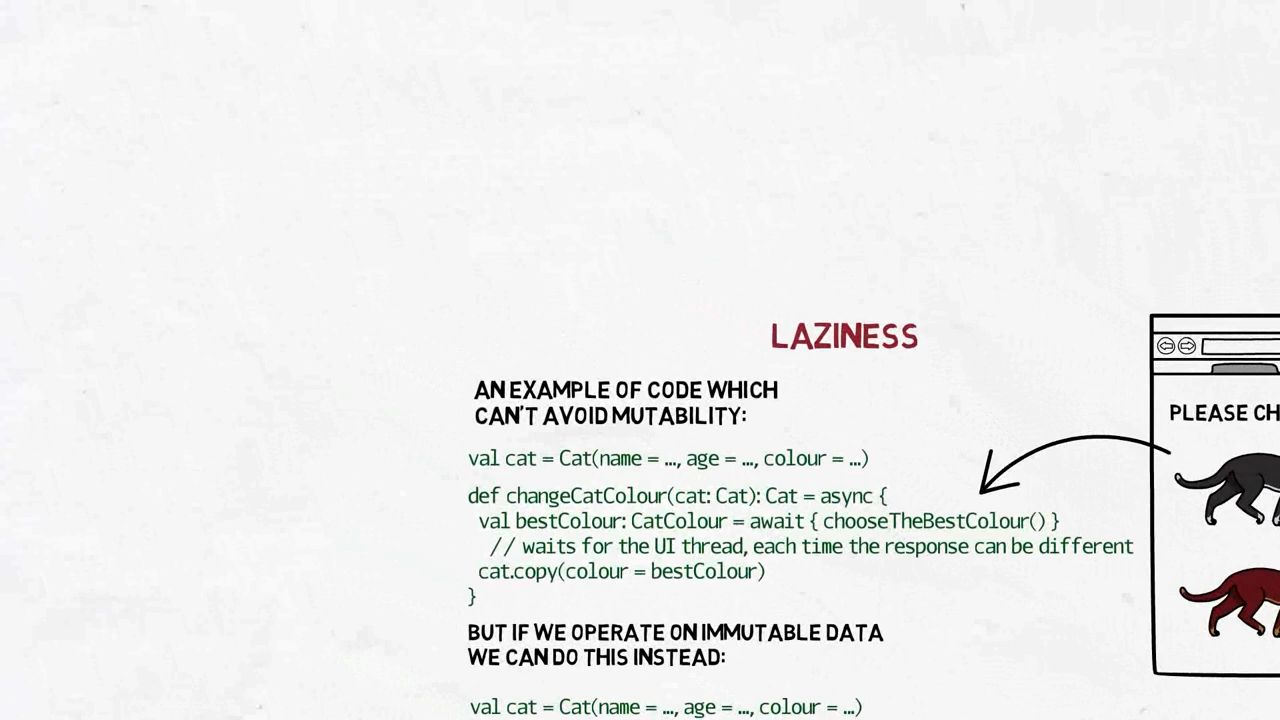 LAZINESS
AN EXAMPLE OF CODE WHICH
CAN'T AVOID MUTABILITY:
val cat = Cat(name = ..., age = ..., colour = ...)
def changeCatColour(cat: Cat): Cat = async {
val bestColour: CatColour = await { chooseTheBestColour() }
// waits for the UI thread, each time the response can be different
cat.copy(colour = bestColour)
}
BUT IF WE OPERATE ON IMMUTABLE DATA
WE CAN DO THIS INSTEAD:
val cat = Cat(name = ..., age = ..., colour = ...)
PLEASE CH